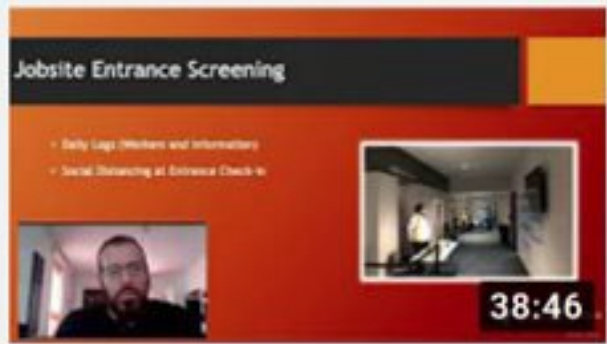 Jobsite Entrance Screening
Daily Logs (Workers and Information)
Social Distancing at Entrance Check-In
38:46